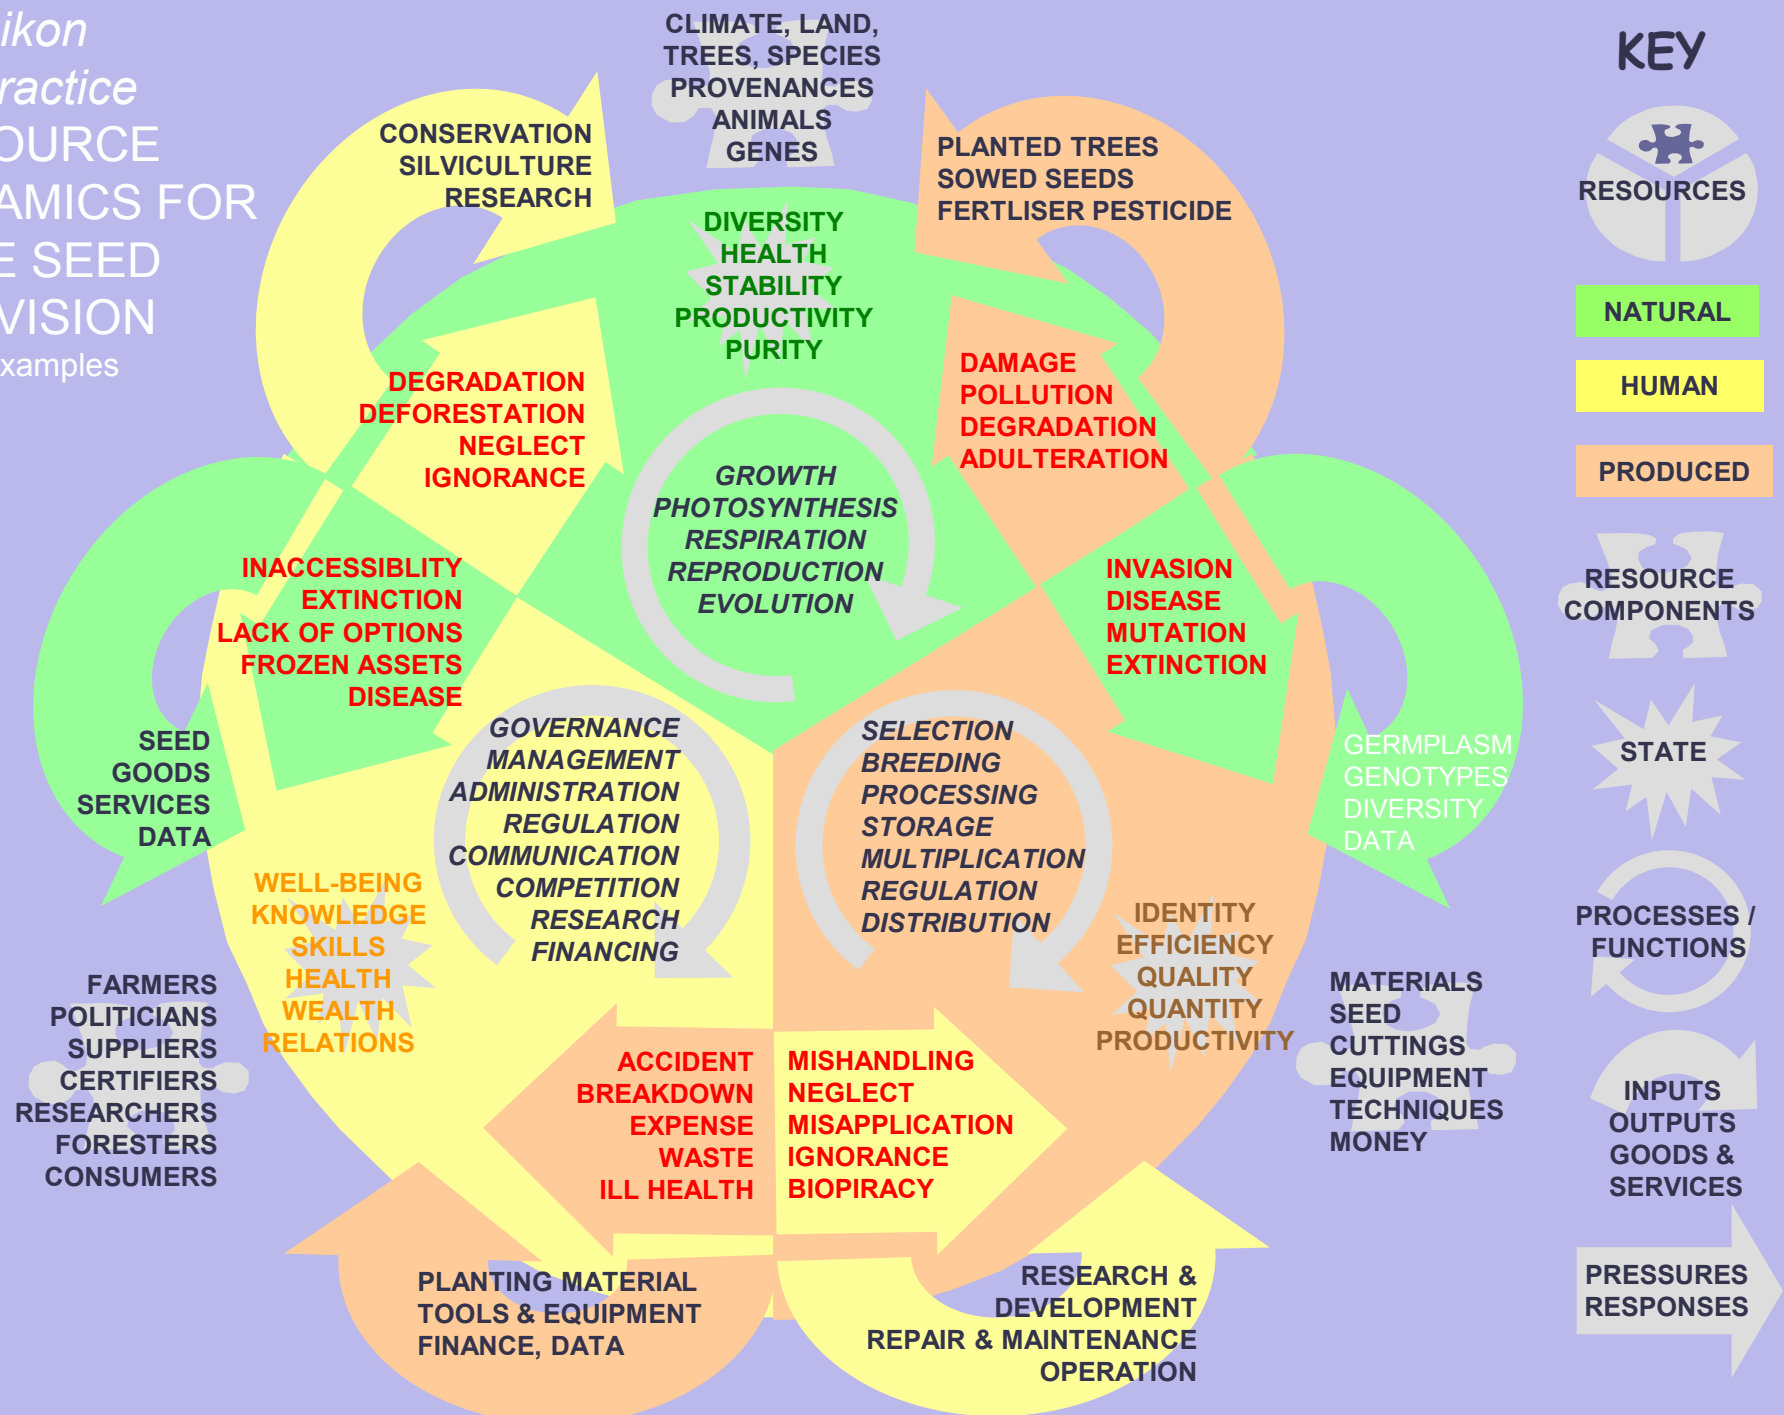 ikon
ractice
OURCE
AMICS FOR
E SEED
VISION
xamples
CLIMATE, LAND,
TREES, SPECIES
PROVENANCES
ANIMALS
GENES
CONSERVATION
SILVICULTURE
RESEARCH
PLANTED TREES
SOWED SEEDS
FERTLISER PESTICIDE
DIVERSITY
HEALTH
STABILITY
PRODUCTIVITY
PURITY
DEGRADATION
DEFORESTATION
NEGLECT
IGNORANCE
DAMAGE
POLLUTION
DEGRADATION
ADULTERATION
GROWTH
PHOTOSYNTHESIS
RESPIRATION
REPRODUCTION
EVOLUTION
INACCESSIBLITY
EXTINCTION
LACK OF OPTIONS
FROZEN ASSETS
DISEASE
INVASION
DISEASE
MUTATION
EXTINCTION
SEED
GOODS
SERVICES
DATA
GOVERNANCE
MANAGEMENT
ADMINISTRATION
REGULATION
COMMUNICATION
COMPETITION
RESEARCH
FINANCING
SELECTION
BREEDING
PROCESSING
STORAGE
MULTIPLICATION
REGULATION
DISTRIBUTION
GERMPLASM
GENOTYPES
DIVERSITY
DATA
WELL-BEING
KNOWLEDGE
SKILLS
HEALTH
WEALTH
RELATIONS
IDENTITY
EFFICIENCY
QUALITY
QUANTITY
PRODUCTIVITY
FARMERS
POLITICIANS
SUPPLIERS
CERTIFIERS
RESEARCHERS
FORESTERS
CONSUMERS
MATERIALS
SEED
CUTTINGS
EQUIPMENT
TECHNIQUES
MONEY
ACCIDENT
BREAKDOWN
EXPENSE
WASTE
ILL HEALTH
MISHANDLING
NEGLECT
MISAPPLICATION
IGNORANCE
BIOPIRACY
PLANTING MATERIAL
TOOLS & EQUIPMENT
FINANCE, DATA
RESEARCH &
DEVELOPMENT
REPAIR & MAINTENANCE
OPERATION
KEY
RESOURCES
NATURAL
HUMAN
PRODUCED
RESOURCE
COMPONENTS
STATE
PROCESSES /
FUNCTIONS
INPUTS
OUTPUTS
GOODS &
SERVICES
PRESSURES
RESPONSES